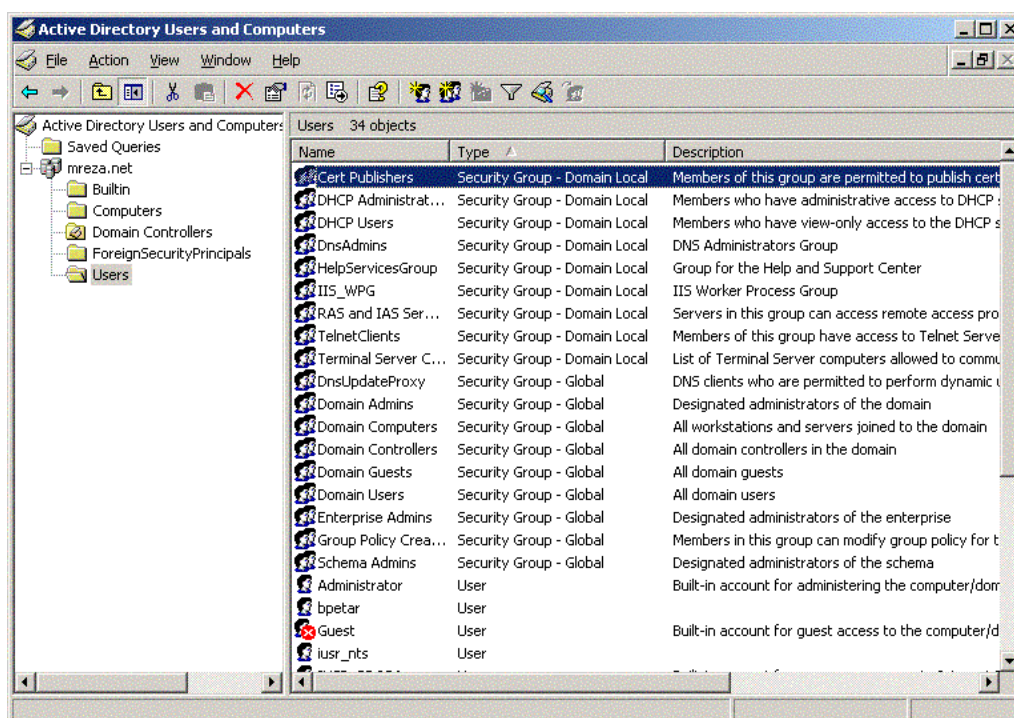 Active Directory Users and Computers
File Action View Window Help
Active Directory Users and Computers
Saved Queries
mreza.net
Builtin
Computers
Domain Controllers
ForeignSecurityPrincipals
Users
Users 34 objects
Name Type Description
Cert Publishers Security Group - Domain Local Members of this group are permitted to publish cert
DHCP Administrat... Security Group - Domain Local Members who have administrative access to DHCP
DHCP Users Security Group - Domain Local Members who have view-only access to the DHCP
DnsAdmins Security Group - Domain Local DNS Administrators Group
HelpServicesGroup Security Group - Domain Local Group for the Help and Support Center
IIS_WPG Security Group - Domain Local IIS Worker Process Group
RAS and IAS Ser... Security Group - Domain Local Servers in this group can access remote access pro
TelnetClients Security Group - Domain Local Members of this group have access to Telnet Serve
Terminal Server C... Security Group - Domain Local List of Terminal Server computers allowed to commu
DnsUpdateProxy Security Group - Global DNS clients who are permitted to perform dynamic
Domain Admins Security Group - Global Designated administrators of the domain
Domain Computers Security Group - Global All workstations and servers joined to the domain
Domain Controllers Security Group - Global All domain controllers in the domain
Domain Guests Security Group - Global All domain guests
Domain Users Security Group - Global All domain users
Enterprise Admins Security Group - Global Designated administrators of the enterprise
Group Policy Crea... Security Group - Global Members in this group can modify group policy for t
Schema Admins Security Group - Global Designated administrators of the schema
Administrator User Built-in account for administering the computer/dom
bpetar User
Guest User Built-in account for guest access to the computer/d
iusr_nts User